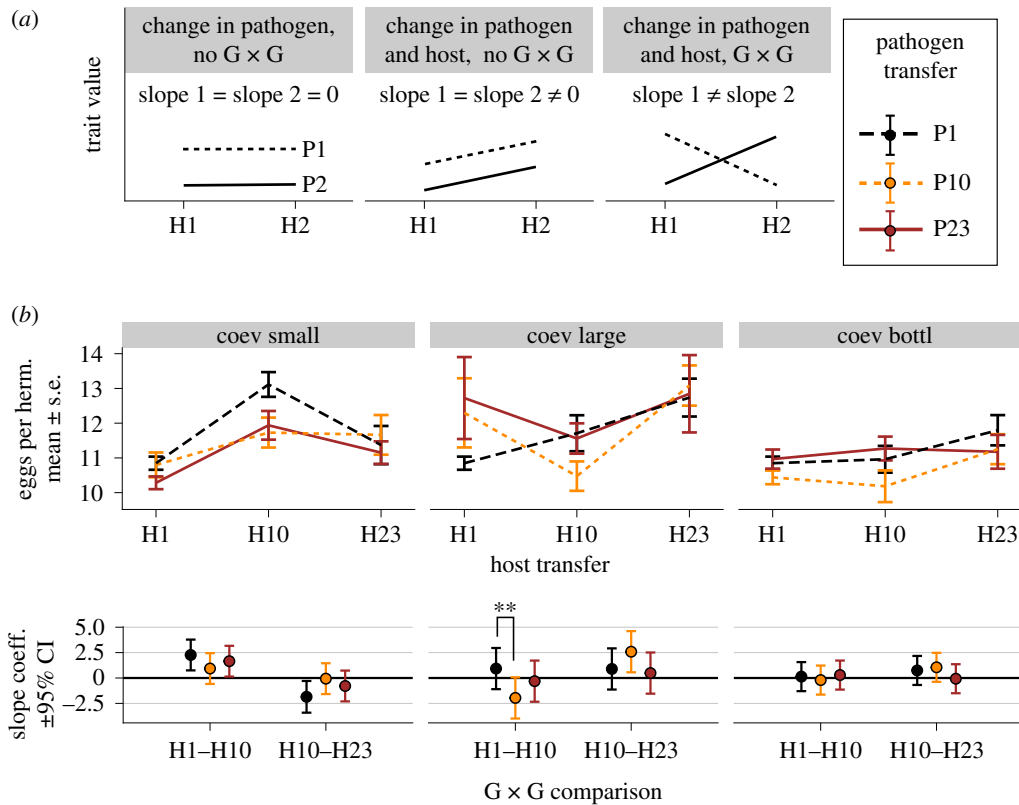 (a)
change in pathogen,
no G × G
change in pathogen
and host, no G × G
change in pathogen
and host, G × G
slope 1 = slope 2 = 0
slope 1 = slope 2 ≠ 0
slope 1 ≠ slope 2
trait value
P1
P2
H1
H2
H1
H2
H1
H2
pathogen
transfer
P1
P10
P23
(b)
coev small
coev large
coev bottl
eggs per herm.
mean ± s.e.
14
13
12
11
10
H1
H10
H23
H1
H10
H23
H1
H10
H23
host transfer
slope coeff.
±95% CI
5.0
2.5
0
−2.5
**
H1–H10
H10–H23
H1–H10
H10–H23
H1–H10
H10–H23
G × G comparison